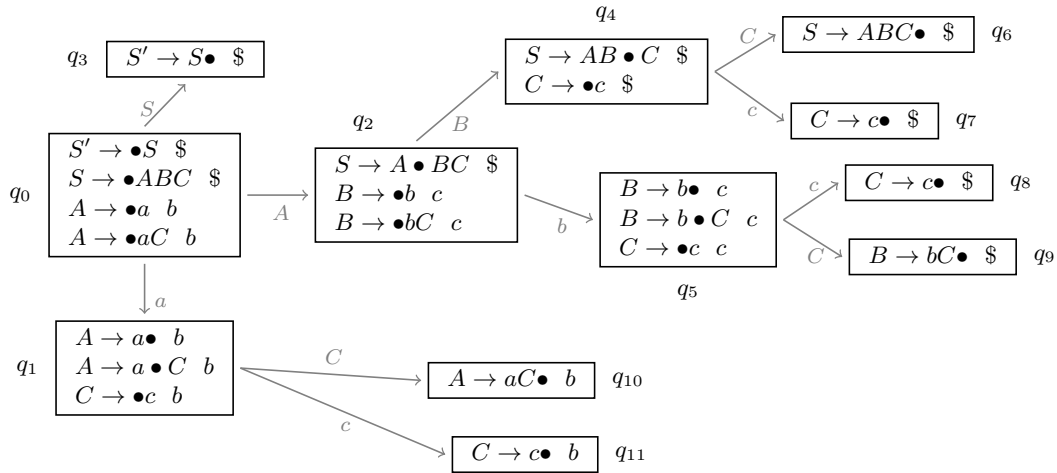 q₃
S′ → S● $
S
q₀
S′ → ●S $
S → ●ABC $
A → ●a b
A → ●aC b
A
q₂
S → A ● BC $
B → ●b c
B → ●bC c
B
q₄
S → AB ● C $
C → ●c $
C
S → ABC● $
q₆
c
C → c● $
q₇
b
B → b● c
B → b ● C c
C → ●c c
q₅
c
C → c● $
q₈
C
B → bC● $
q₉
a
q₁
A → a● b
A → a ● C b
C → ●c b
C
A → aC● b
q₁₀
c
C → c● b
q₁₁